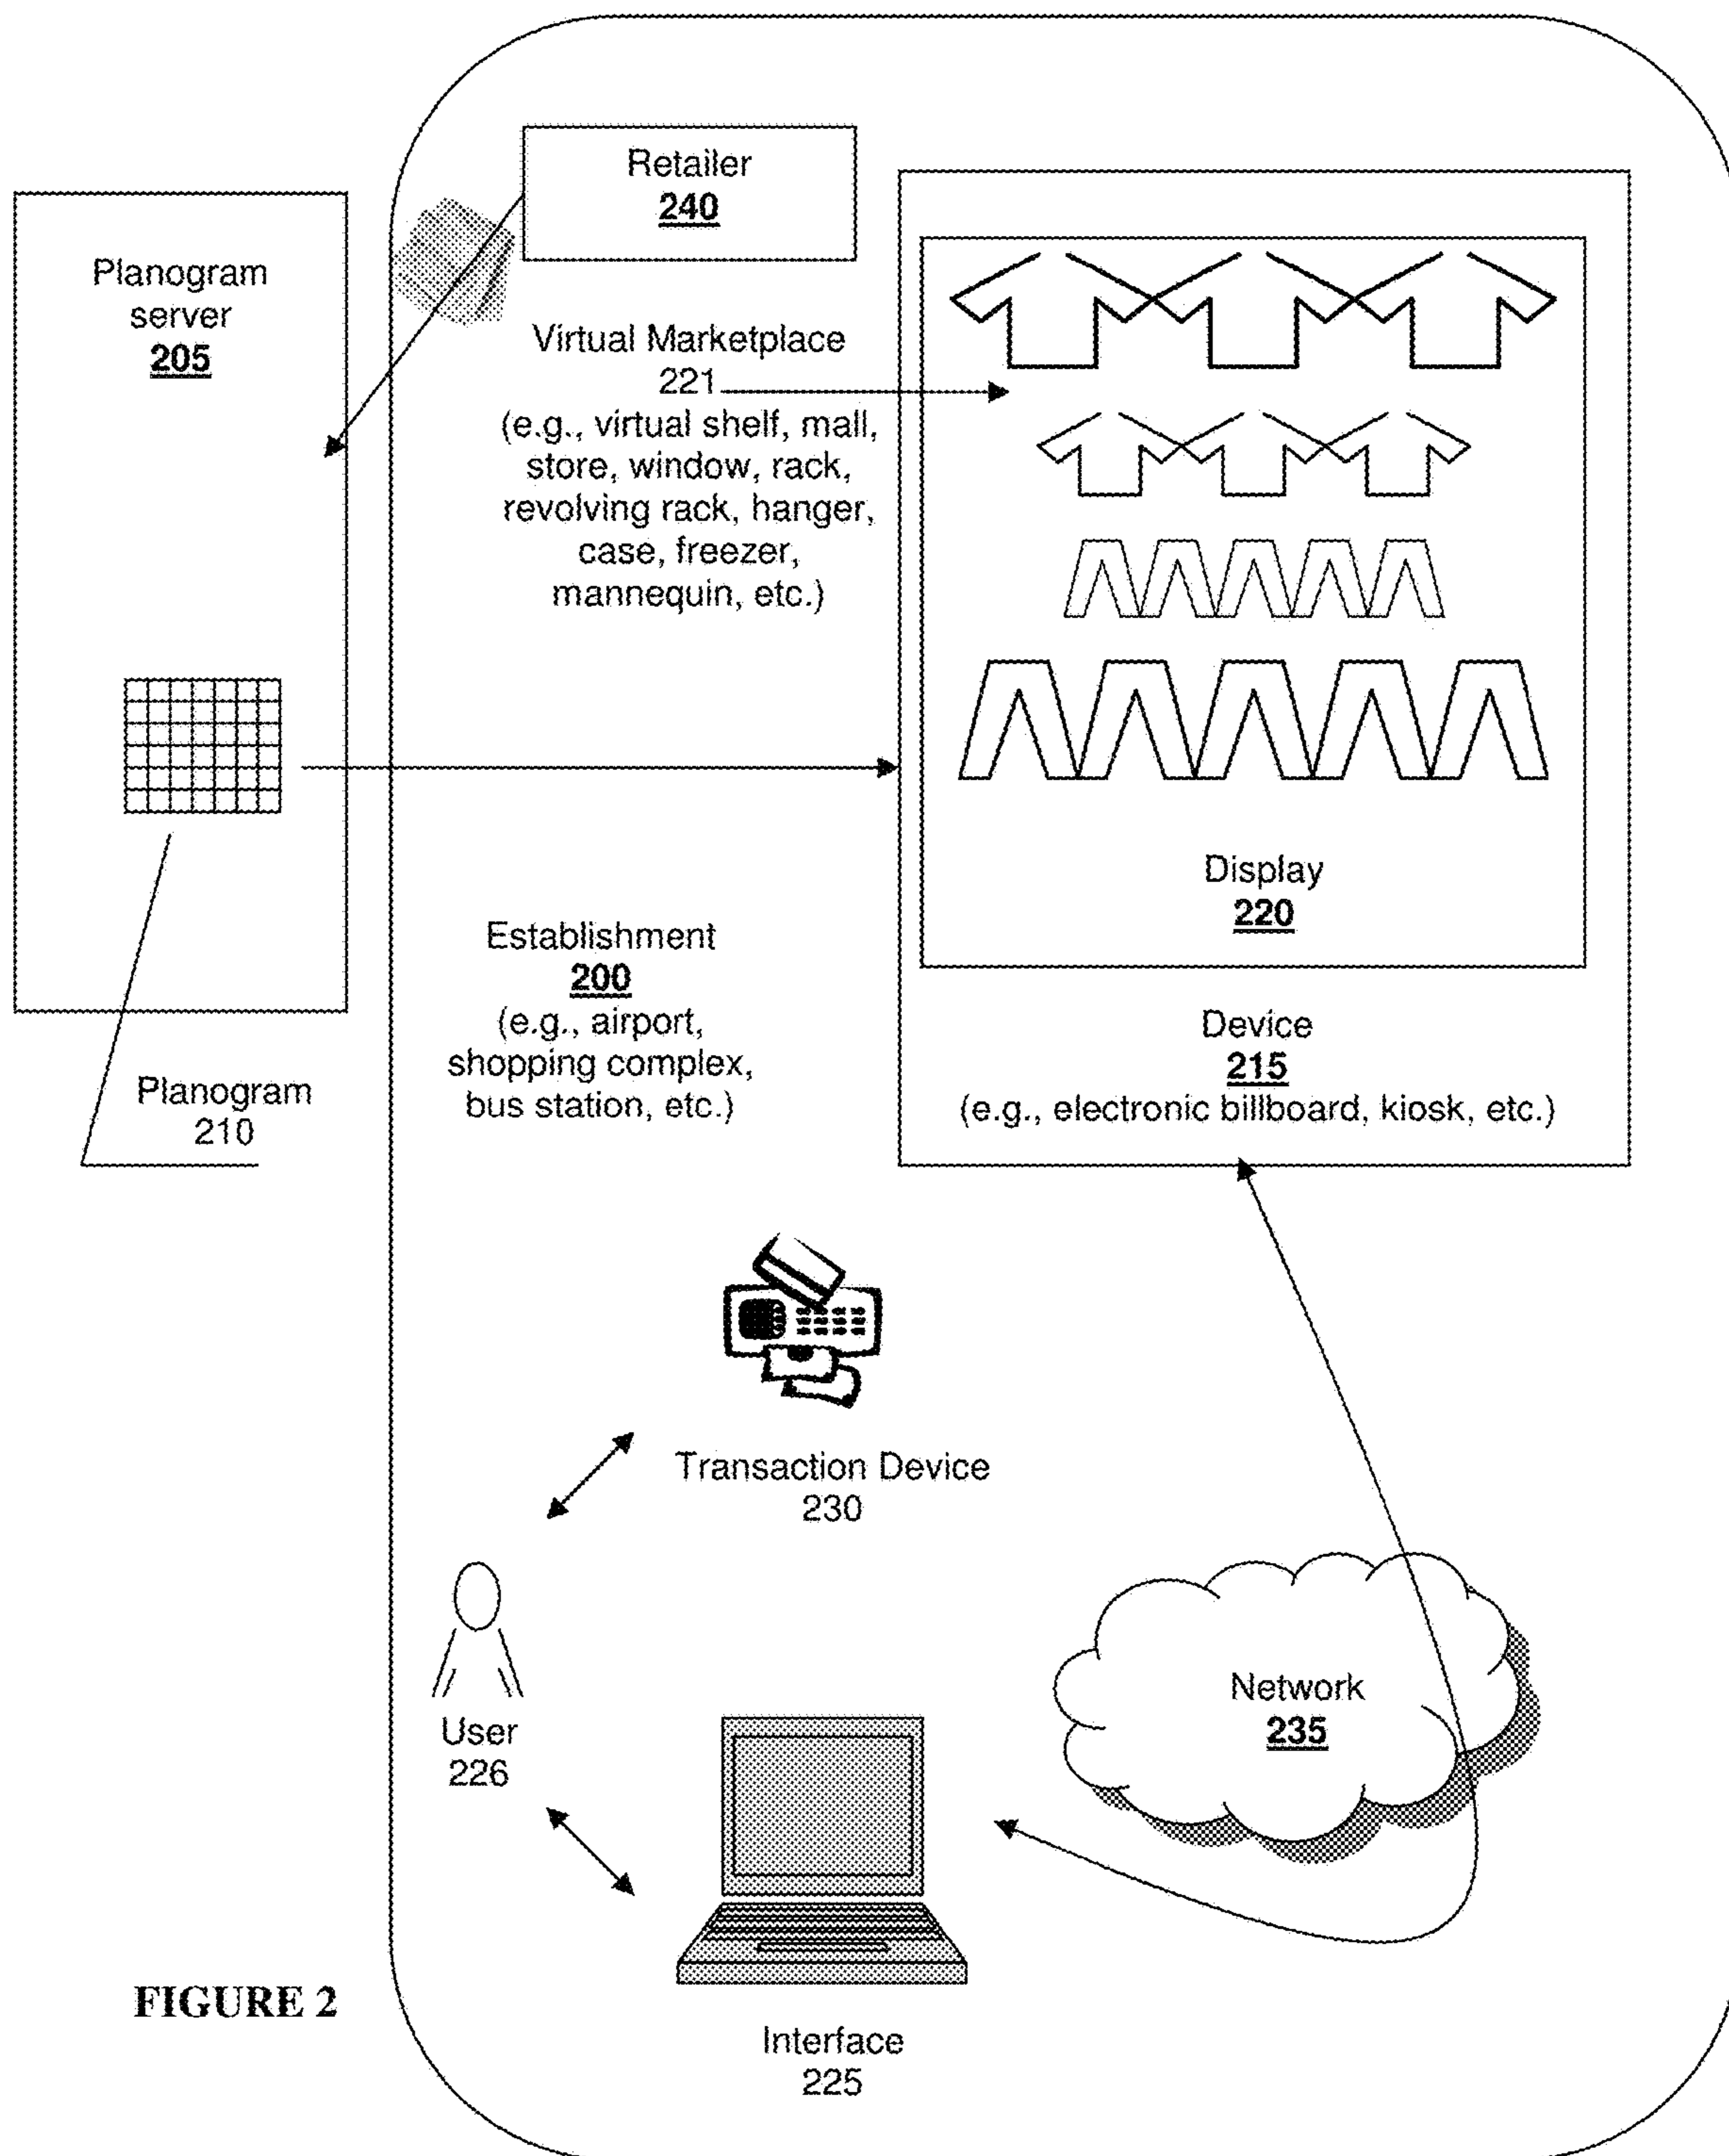 Retailer
240
Planogram
server
205
Virtual Marketplace
221
(e.g., virtual shelf, mall,
store, window, rack,
revolving rack, hanger,
case, freezer,
mannequin, etc.)
Display
220
Establishment
200
(e.g., airport,
shopping complex,
bus station, etc.)
Device
215
(e.g., electronic billboard, kiosk, etc.)
Planogram
210
Transaction Device
230
Network
235
User
226
FIGURE 2
Interface
225